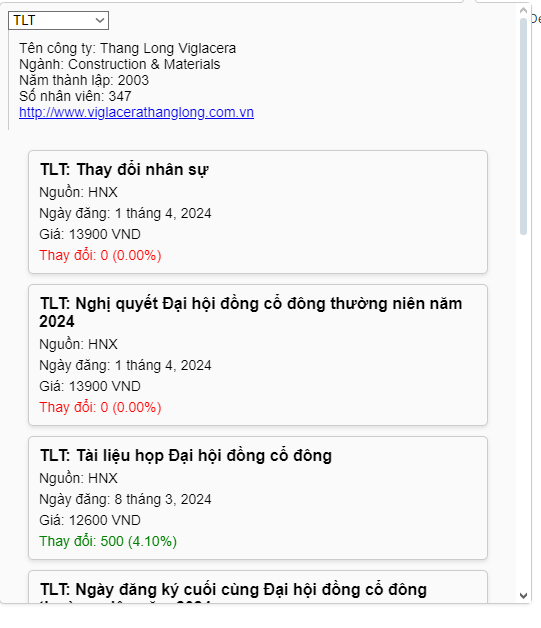 TLT
Tên công ty: Thang Long Viglacera
Ngành: Construction & Materials
Năm thành lập: 2003
Số nhân viên: 347
http://www.viglacerathanglong.com.vn
TLT: Thay đổi nhân sự
Nguồn: HNX
Ngày đăng: 1 tháng 4, 2024
Giá: 13900 VND
Thay đổi: 0 (0.00%)
TLT: Nghị quyết Đại hội đồng cổ đông thường niên năm
2024
Nguồn: HNX
Ngày đăng: 1 tháng 4, 2024
Giá: 13900 VND
Thay đổi: 0 (0.00%)
TLT: Tài liệu họp Đại hội đồng cổ đông
Nguồn: HNX
Ngày đăng: 8 tháng 3, 2024
Giá: 12600 VND
Thay đổi: 500 (4.10%)
TLT: Ngày đăng ký cuối cùng Đại hội đồng cổ đông